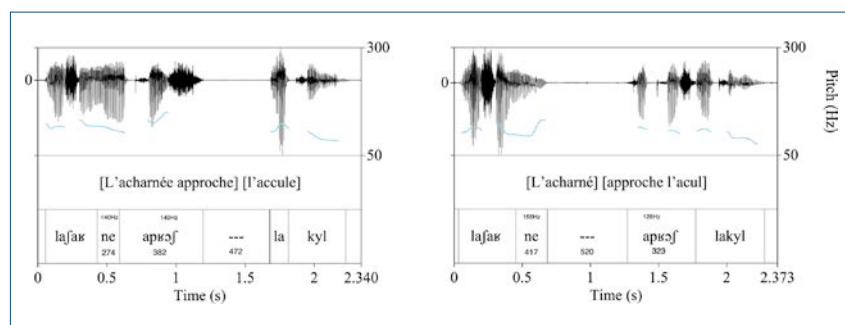 300
0
50
[L'acharnée approche] [l'accule]
140Hz
140Hz
laʃaʁ
ne
apʁɔʃ
---
la
kyl
274
382
472
0
0.5
1
1.5
2
2.340
Time (s)
300
0
Pitch (Hz)
50
[L'acharné] [approche l'acul]
128Hz
laʃaʁ
ne
---
apʁɔʃ
lakyl
417
520
323
0
0.5
1
1.5
2
2.373
Time (s)